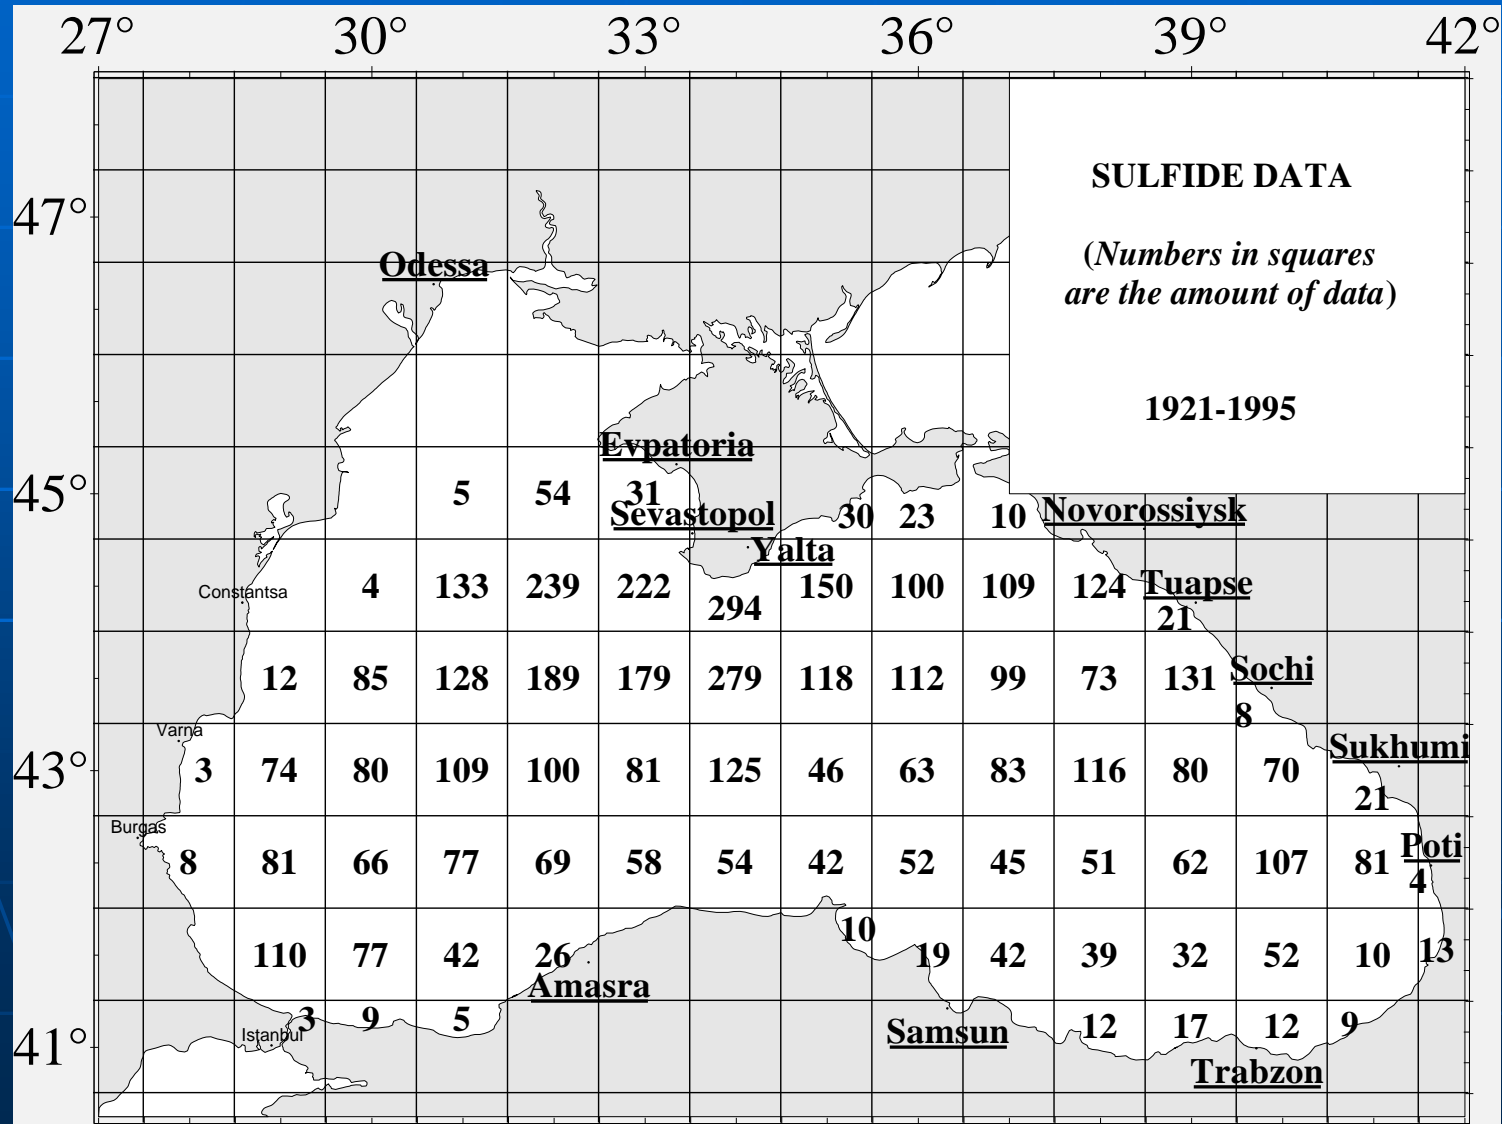 27° 30° 33° 36° 39° 42°
SULFIDE DATA
47°
(Numbers in squares
are the amount of data)
Odessa
1921-1995
Evpatoria
45° 5 54 31
Sevastopol 30 23 10 Novorossiysk
Yalta
Constantsa 4 133 239 222 294 150 100 109 124 Tuapse
21
12 85 128 189 179 279 118 112 99 73 131 Sochi
8
Varna
Sukhumi
43° 3 74 80 109 100 81 125 46 63 83 116 80 70
21
Burgas
Poti
8 81 66 77 69 58 54 42 52 45 51 62 107 81
4
10
110 77 42 26 19 42 39 32 52 10 13
Amasra
3 9 5
Samsun 12 17 12 9
Istanbul
41°
Trabzon